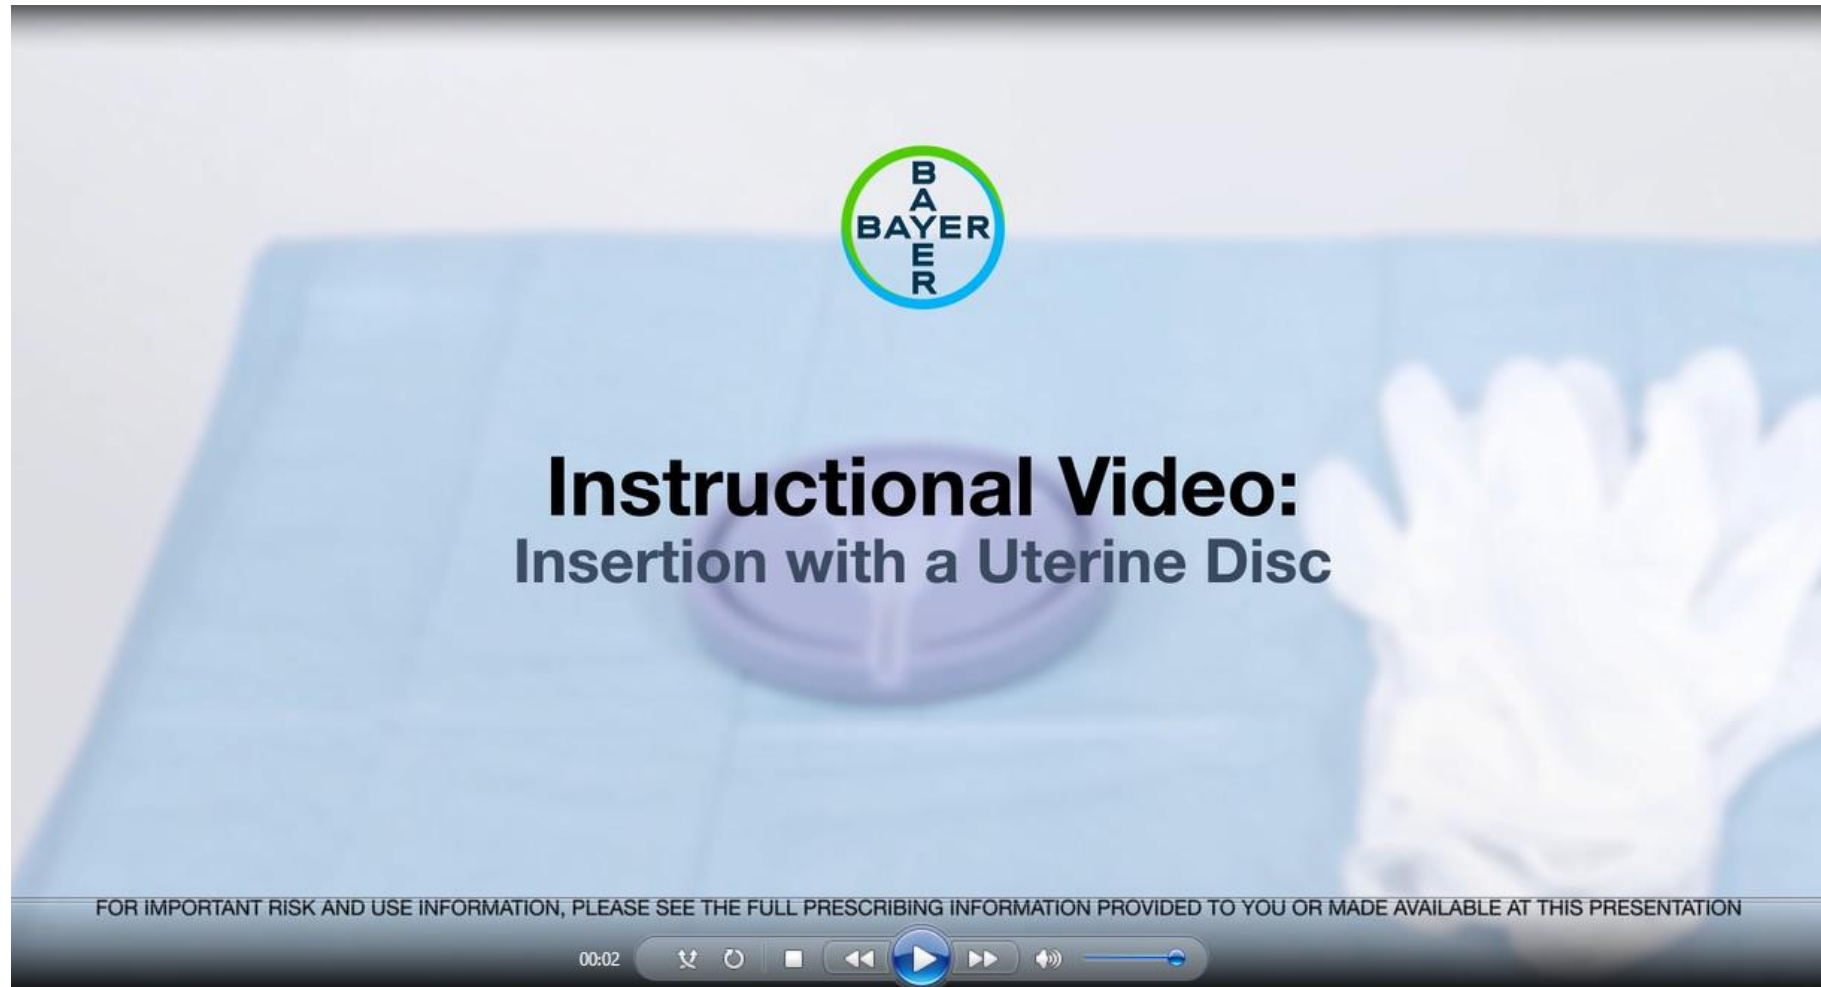 BAYER
BAYER
Instructional Video:
Insertion with a Uterine Disc
FOR IMPORTANT RISK AND USE INFORMATION, PLEASE SEE THE FULL PRESCRIBING INFORMATION PROVIDED TO YOU OR MADE AVAILABLE AT THIS PRESENTATION
00:02